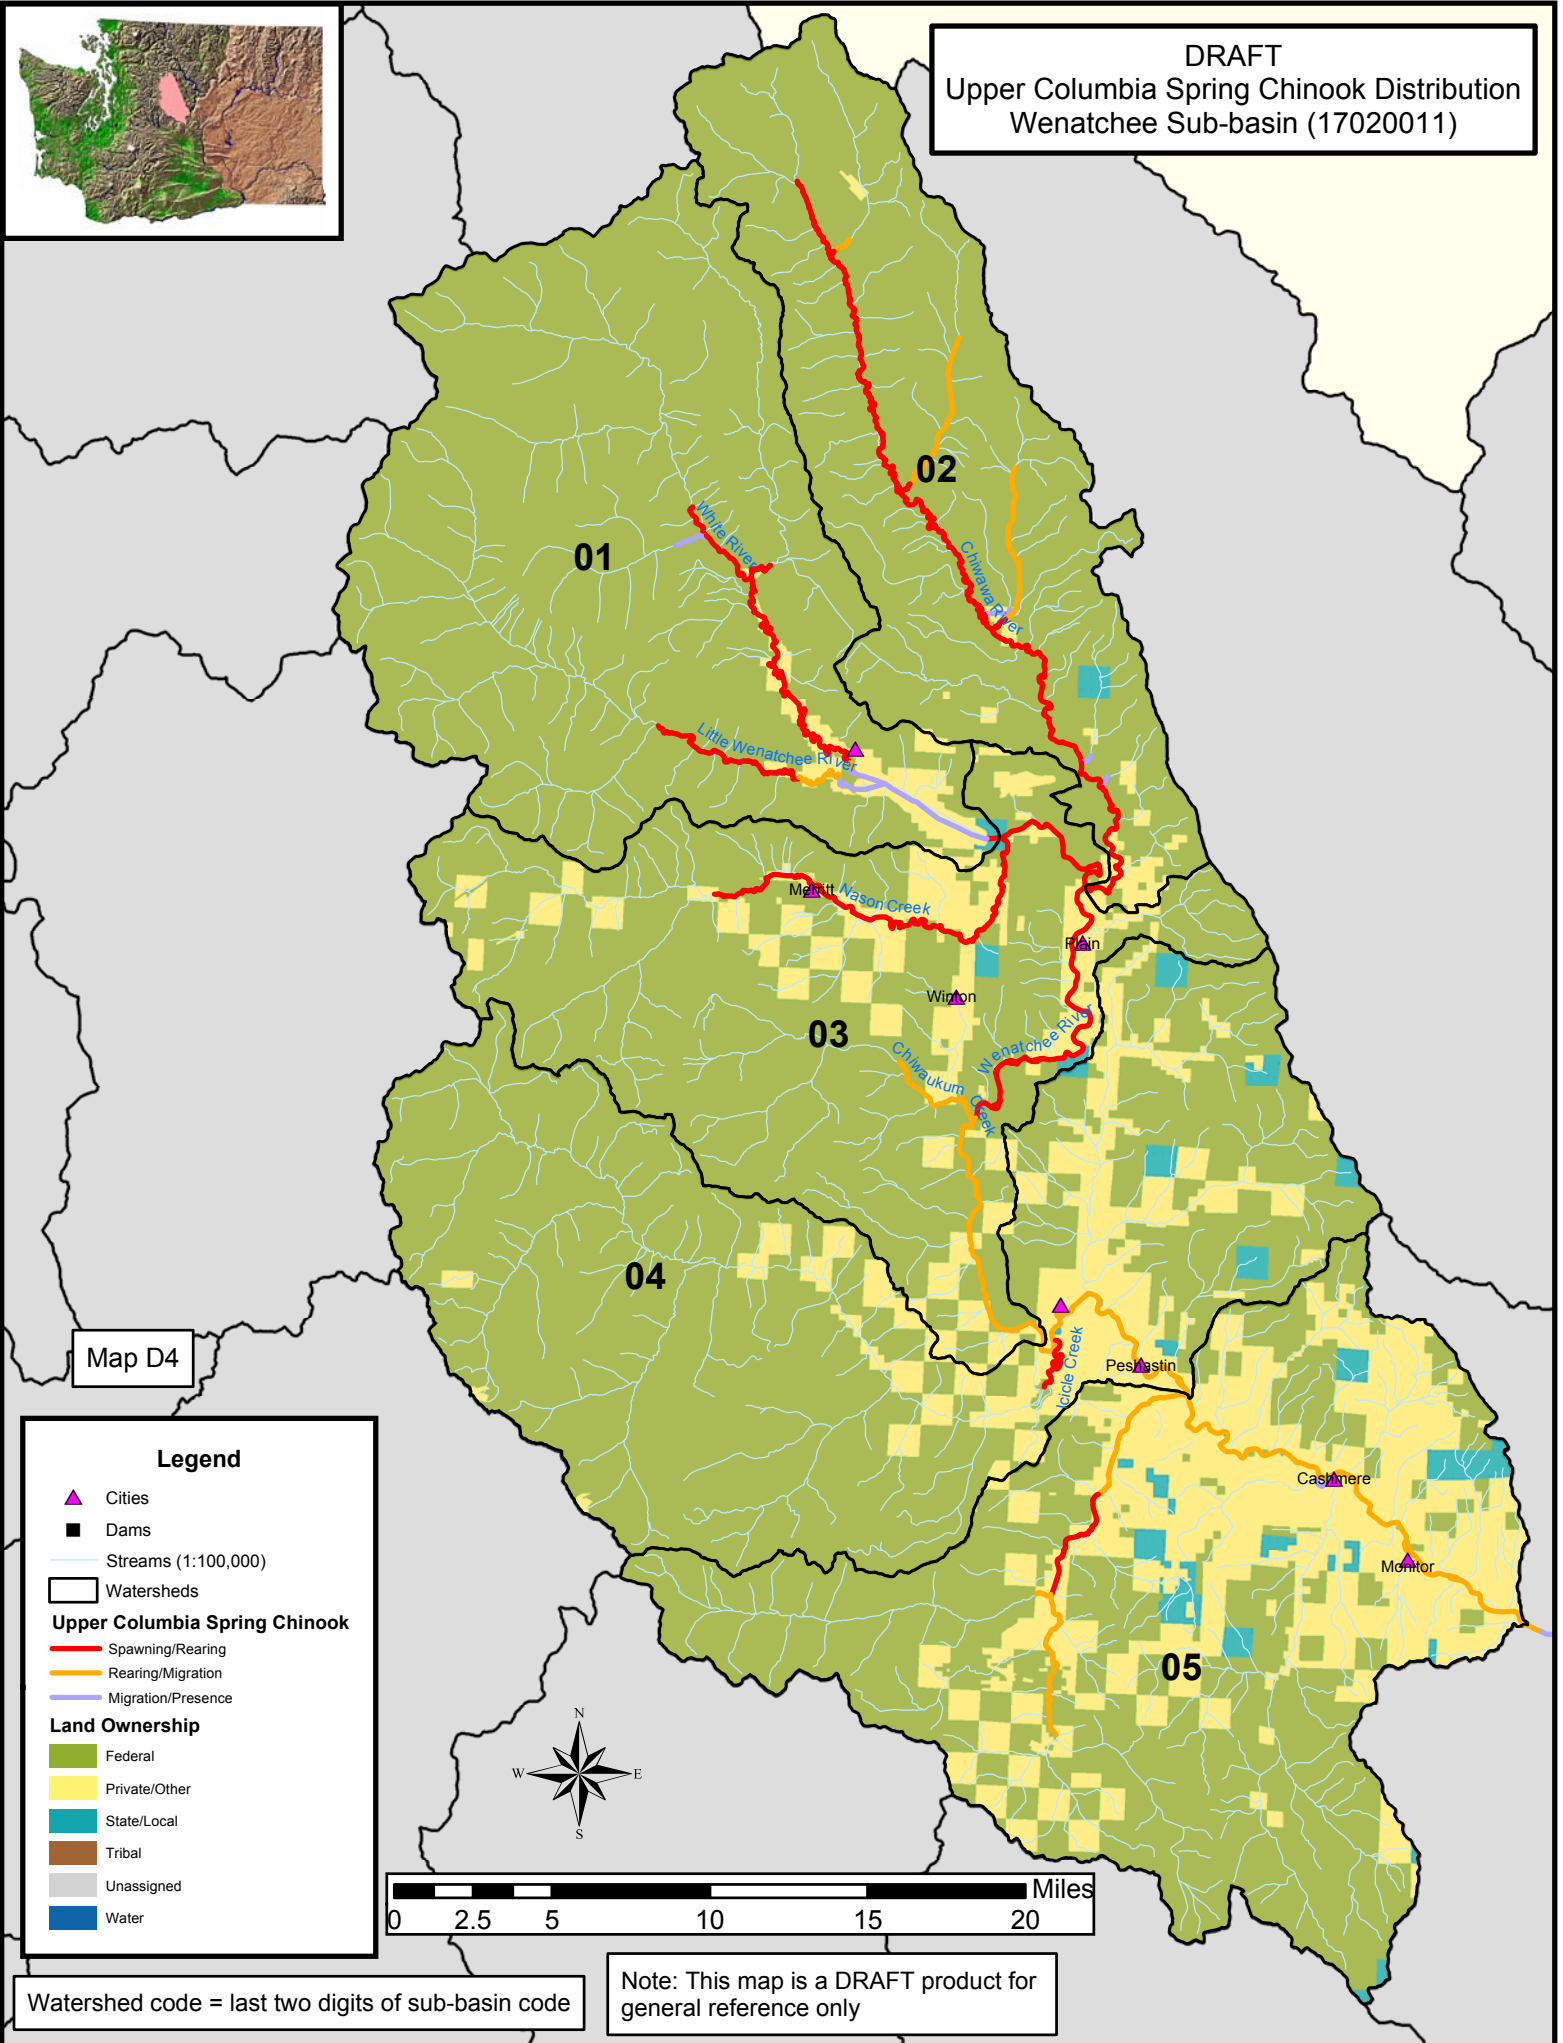 DRAFT
Upper Columbia Spring Chinook Distribution
Wenatchee Sub-basin (17020011)
02
White River
01
Chiwawa River
Little Wenatchee River
Merritt
Nason Creek
Plain
Winton
03
Wenatchee River
Chiwaukum Creek
04
Map D4
Icicle Creek
Peshastin
Cashmere
Monitor
05
Legend
Cities
Dams
Streams (1:100,000)
Watersheds
Upper Columbia Spring Chinook
Spawning/Rearing
Rearing/Migration
Migration/Presence
Land Ownership
Federal
Private/Other
State/Local
Tribal
Unassigned
Water
N
W
E
S
Miles
0 2.5 5 10 15 20
Watershed code = last two digits of sub-basin code
Note: This map is a DRAFT product for
general reference only